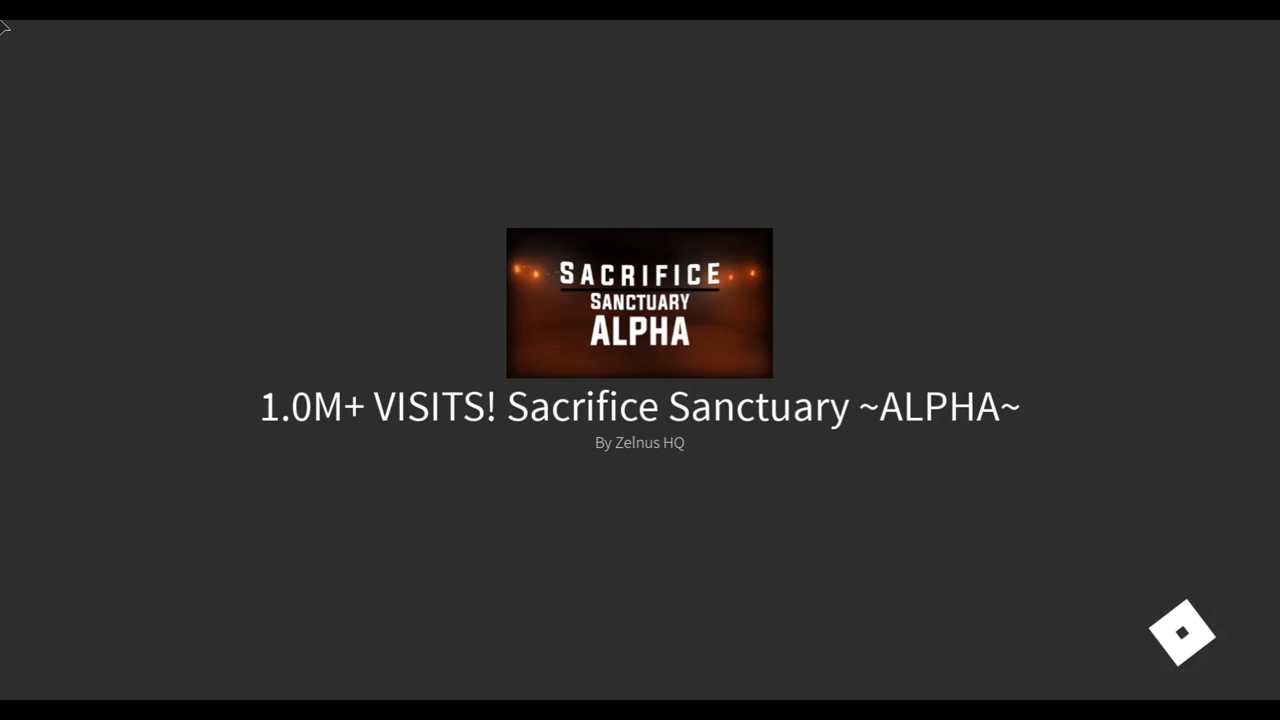 SACRIFICE
SANCTUARY
ALPHA
1.0M+ VISITS! Sacrifice Sanctuary ~ALPHA~
By Zelnus HQ